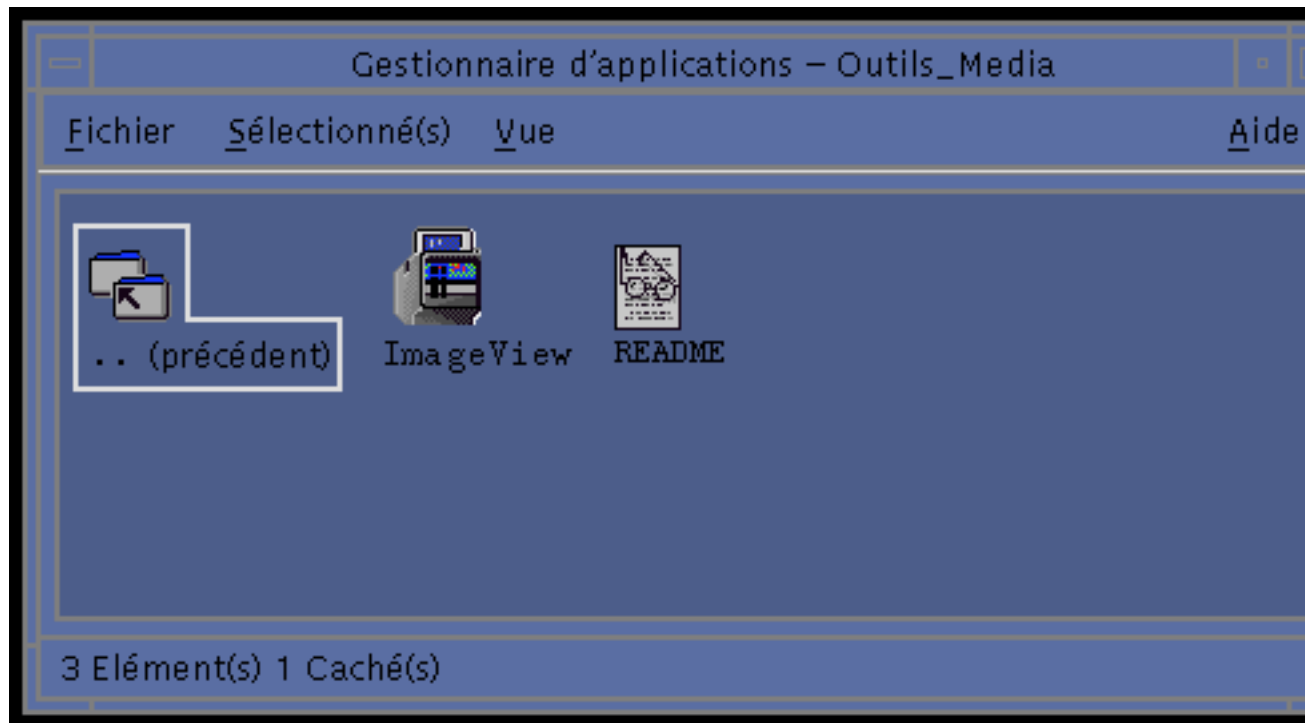 Gestionnaire d'applications – Outils_Media
Fichier Sélectionné(s) Vue Aide
.. (précédent) ImageView README
3 Elément(s) 1 Caché(s)